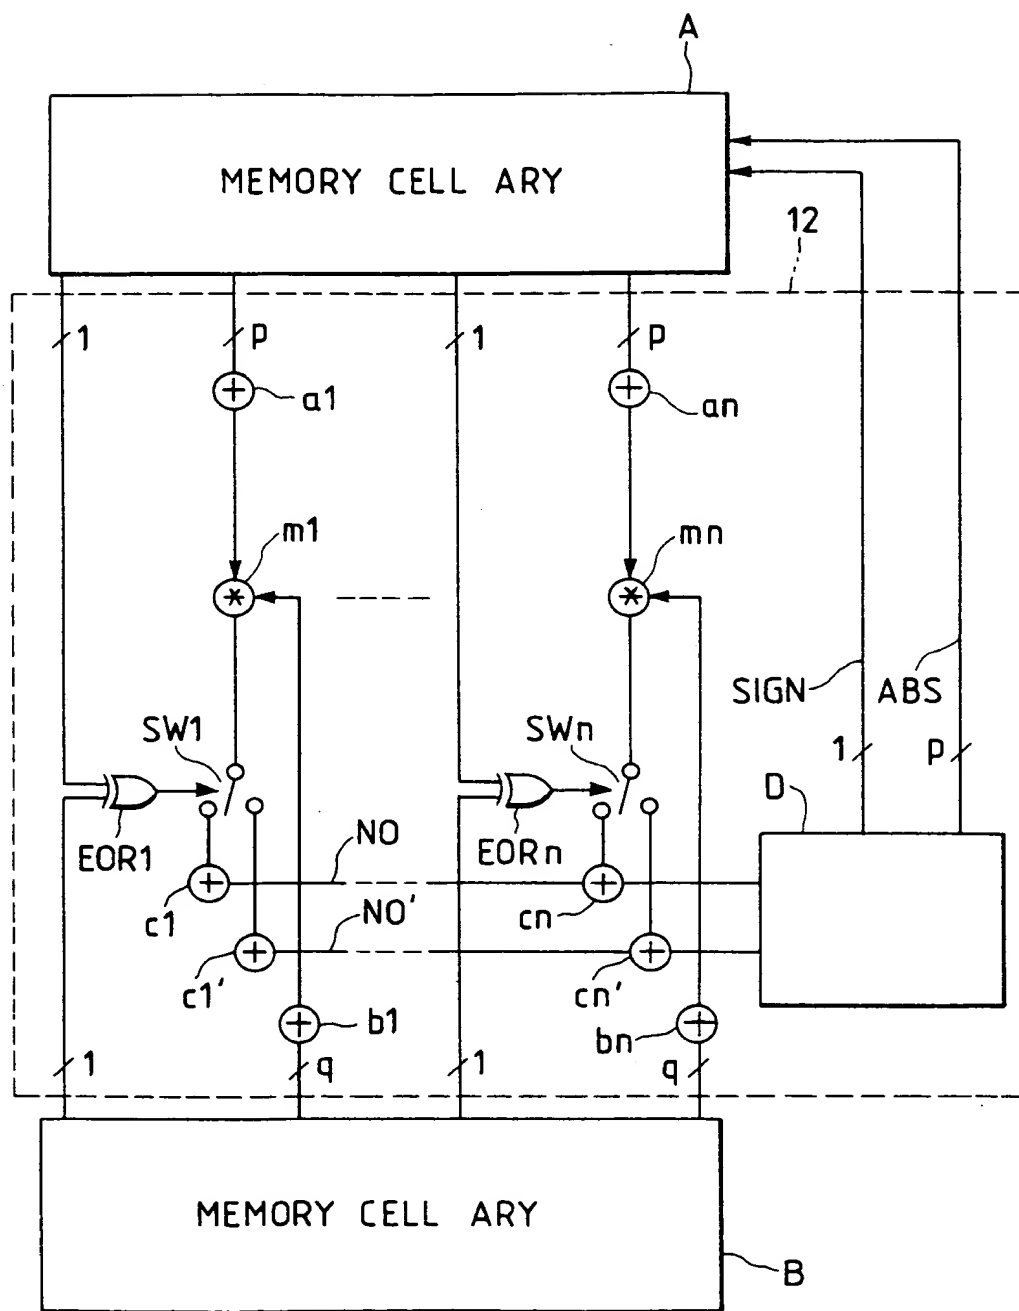 A
MEMORY CELL ARY
12
1
p
1
p
a1
an
m1
mn
*
*
SIGN
ABS
SW1
SWn
1
p
D
EOR1
EORn
NO
c1
cn
NO'
c1'
cn'
b1
bn
1
q
1
q
MEMORY CELL ARY
B